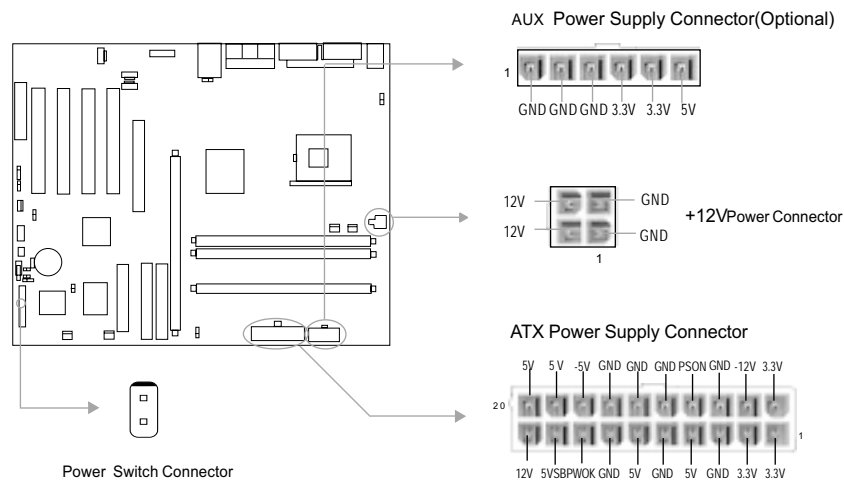 AUX Power Supply Connector(Optional)
1
GND GND GND 3.3V 3.3V 5V
12V GND
12V GND
+12VPower Connector
1
ATX Power Supply Connector
5V 5 V -5V GND GND GND PSON GND -12V 3.3V
20
1
12V 5VSBPWOK GND 5V GND 5V GND 3.3V 3.3V
Power Switch Connector